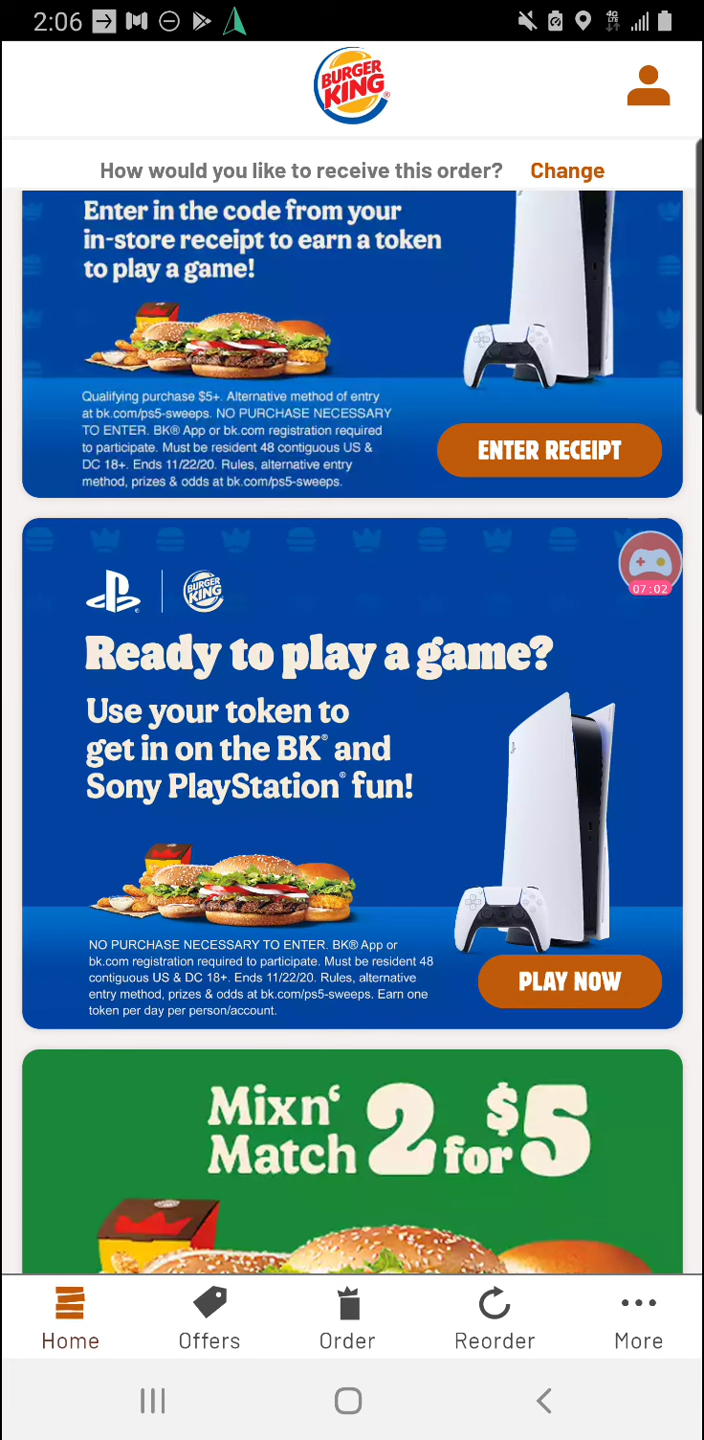 2:06
BURGER KING
How would you like to receive this order? Change
Enter in the code from your
in-store receipt to earn a token
to play a game!
Qualifying purchase $5+. Alternative method of entry
at bk.com/ps5-sweeps. NO PURCHASE NECESSARY
TO ENTER. BK® App or bk.com registration required
to participate. Must be resident 48 contiguous US &
DC 18+. Ends 11/22/20. Rules, alternative entry
method, prizes & odds at bk.com/ps5-sweeps.
ENTER RECEIPT
BURGER KING
07:02
Ready to play a game?
Use your token to
get in on the BK® and
Sony PlayStation® fun!
NO PURCHASE NECESSARY TO ENTER. BK® App or
bk.com registration required to participate. Must be resident 48
contiguous US & DC 18+. Ends 11/22/20. Rules, alternative
entry method, prizes & odds at bk.com/ps5-sweeps. Earn one
token per day per person/account.
PLAY NOW
Mixn‘
Match 2 for $5
Home Offers Order Reorder More